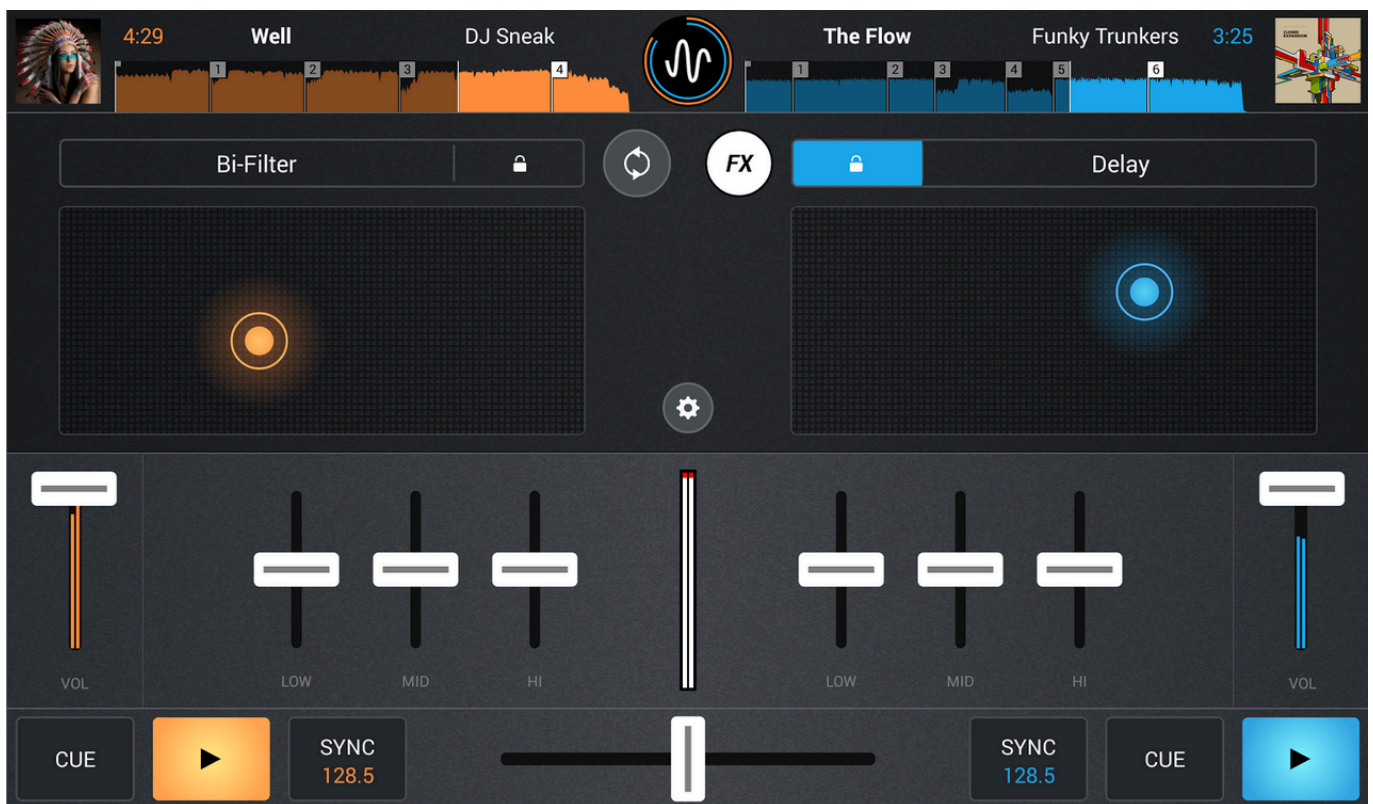 4:29 Well DJ Sneak The Flow Funky Trunkers 3:25
1 2 3 4 1 2 3 4 5 6
Bi-Filter FX Delay
VOL LOW MID HI LOW MID HI VOL
CUE SYNC 128.5 SYNC 128.5 CUE